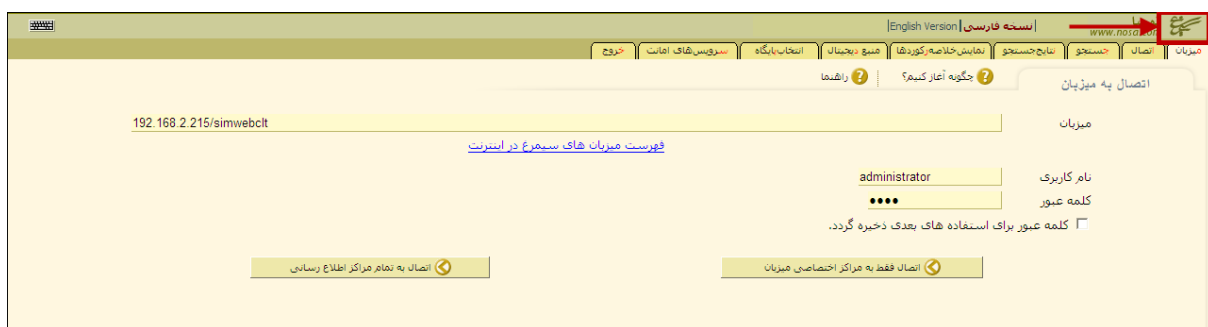 نسخه فارسی | English Version
www.nosa.com
میزبان اتصال جستجو نتایج‌جستجو نمایش‌خلاصه‌رکوردها منبع دیجیتال انتخاب‌پایگاه سرویس‌های امانت خروج
اتصال به میزبان چگونه آغاز کنیم؟ راهنما
میزبان 192.168.2.215/simwebclt
فهرست میزبان های سیمرغ در اینترنت
نام کاربری administrator
کلمه عبور ••••
کلمه عبور برای استفاده های بعدی ذخیره گردد.
اتصال فقط به مراکز اختصاصی میزبان اتصال به تمام مراکز اطلاع رسانی